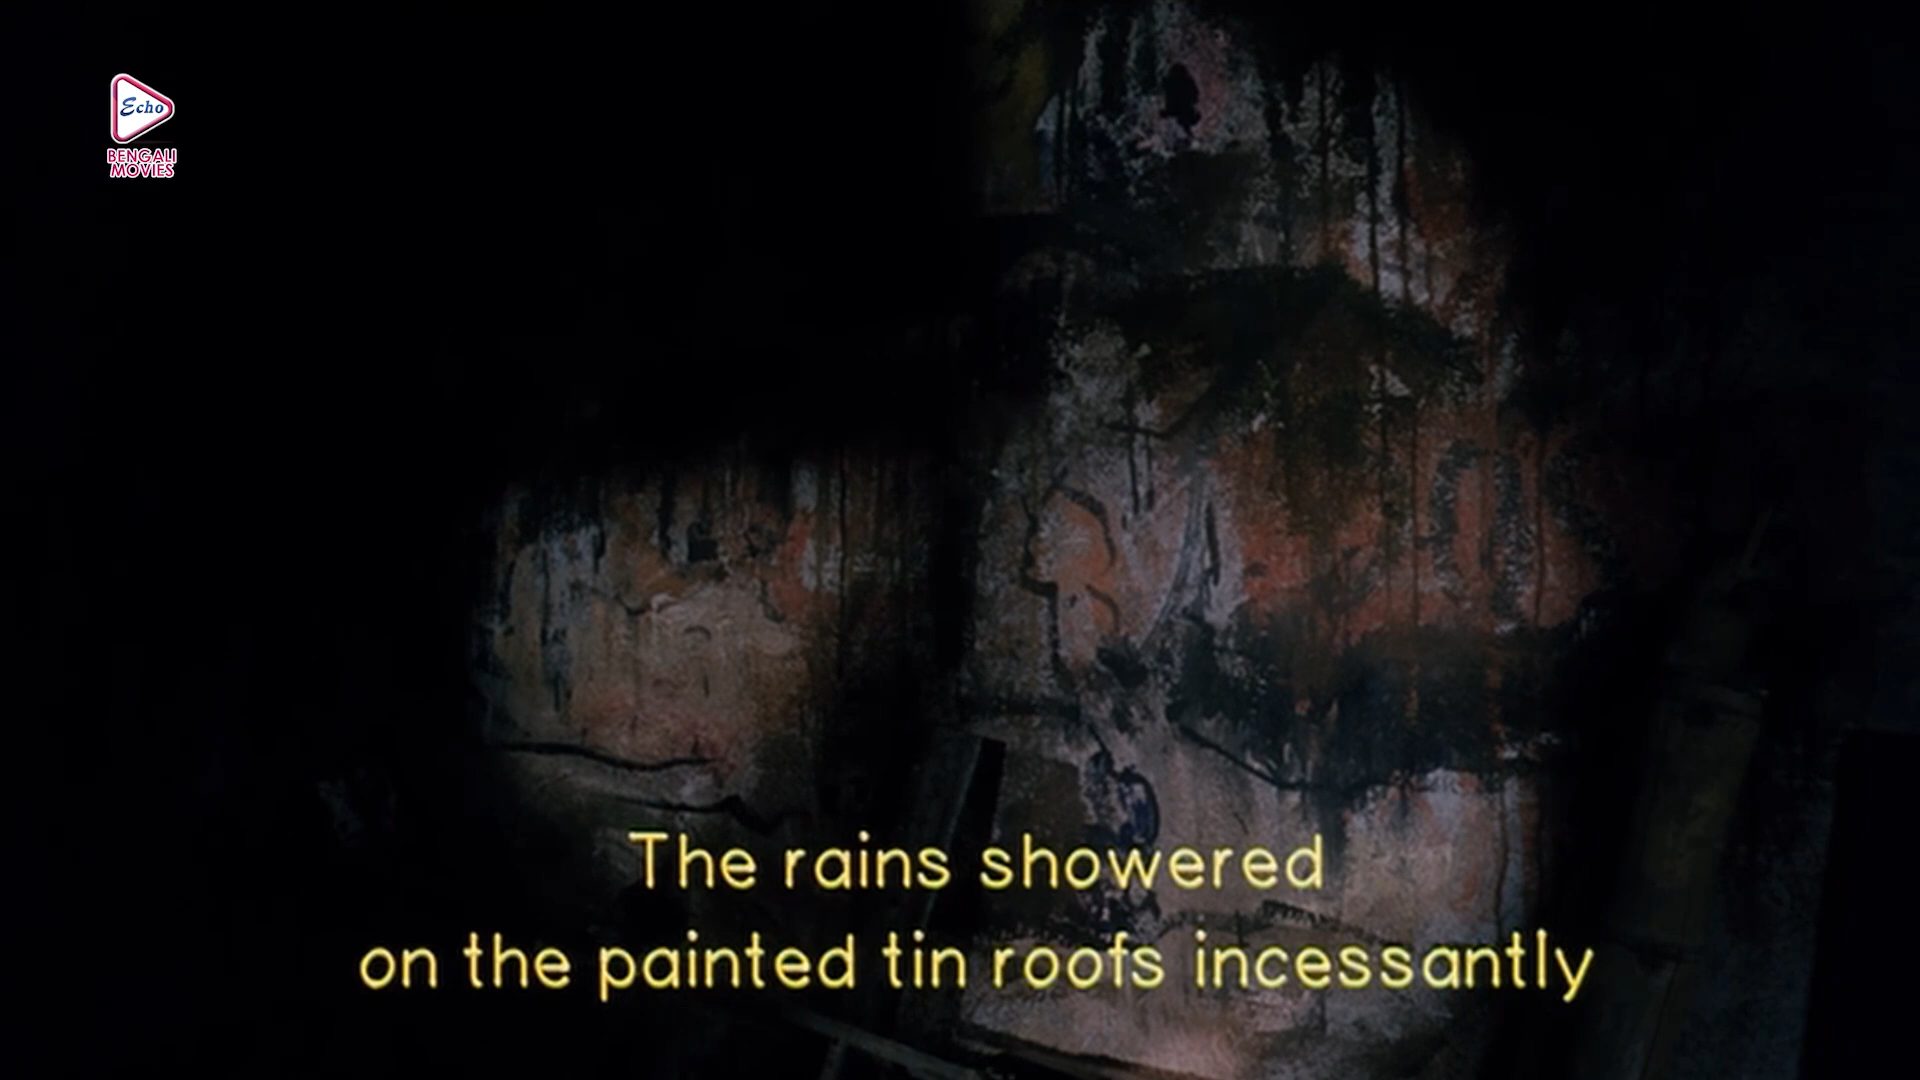 Echo
BENGALI
MOVIES
The rains showered
on the painted tin roofs incessantly